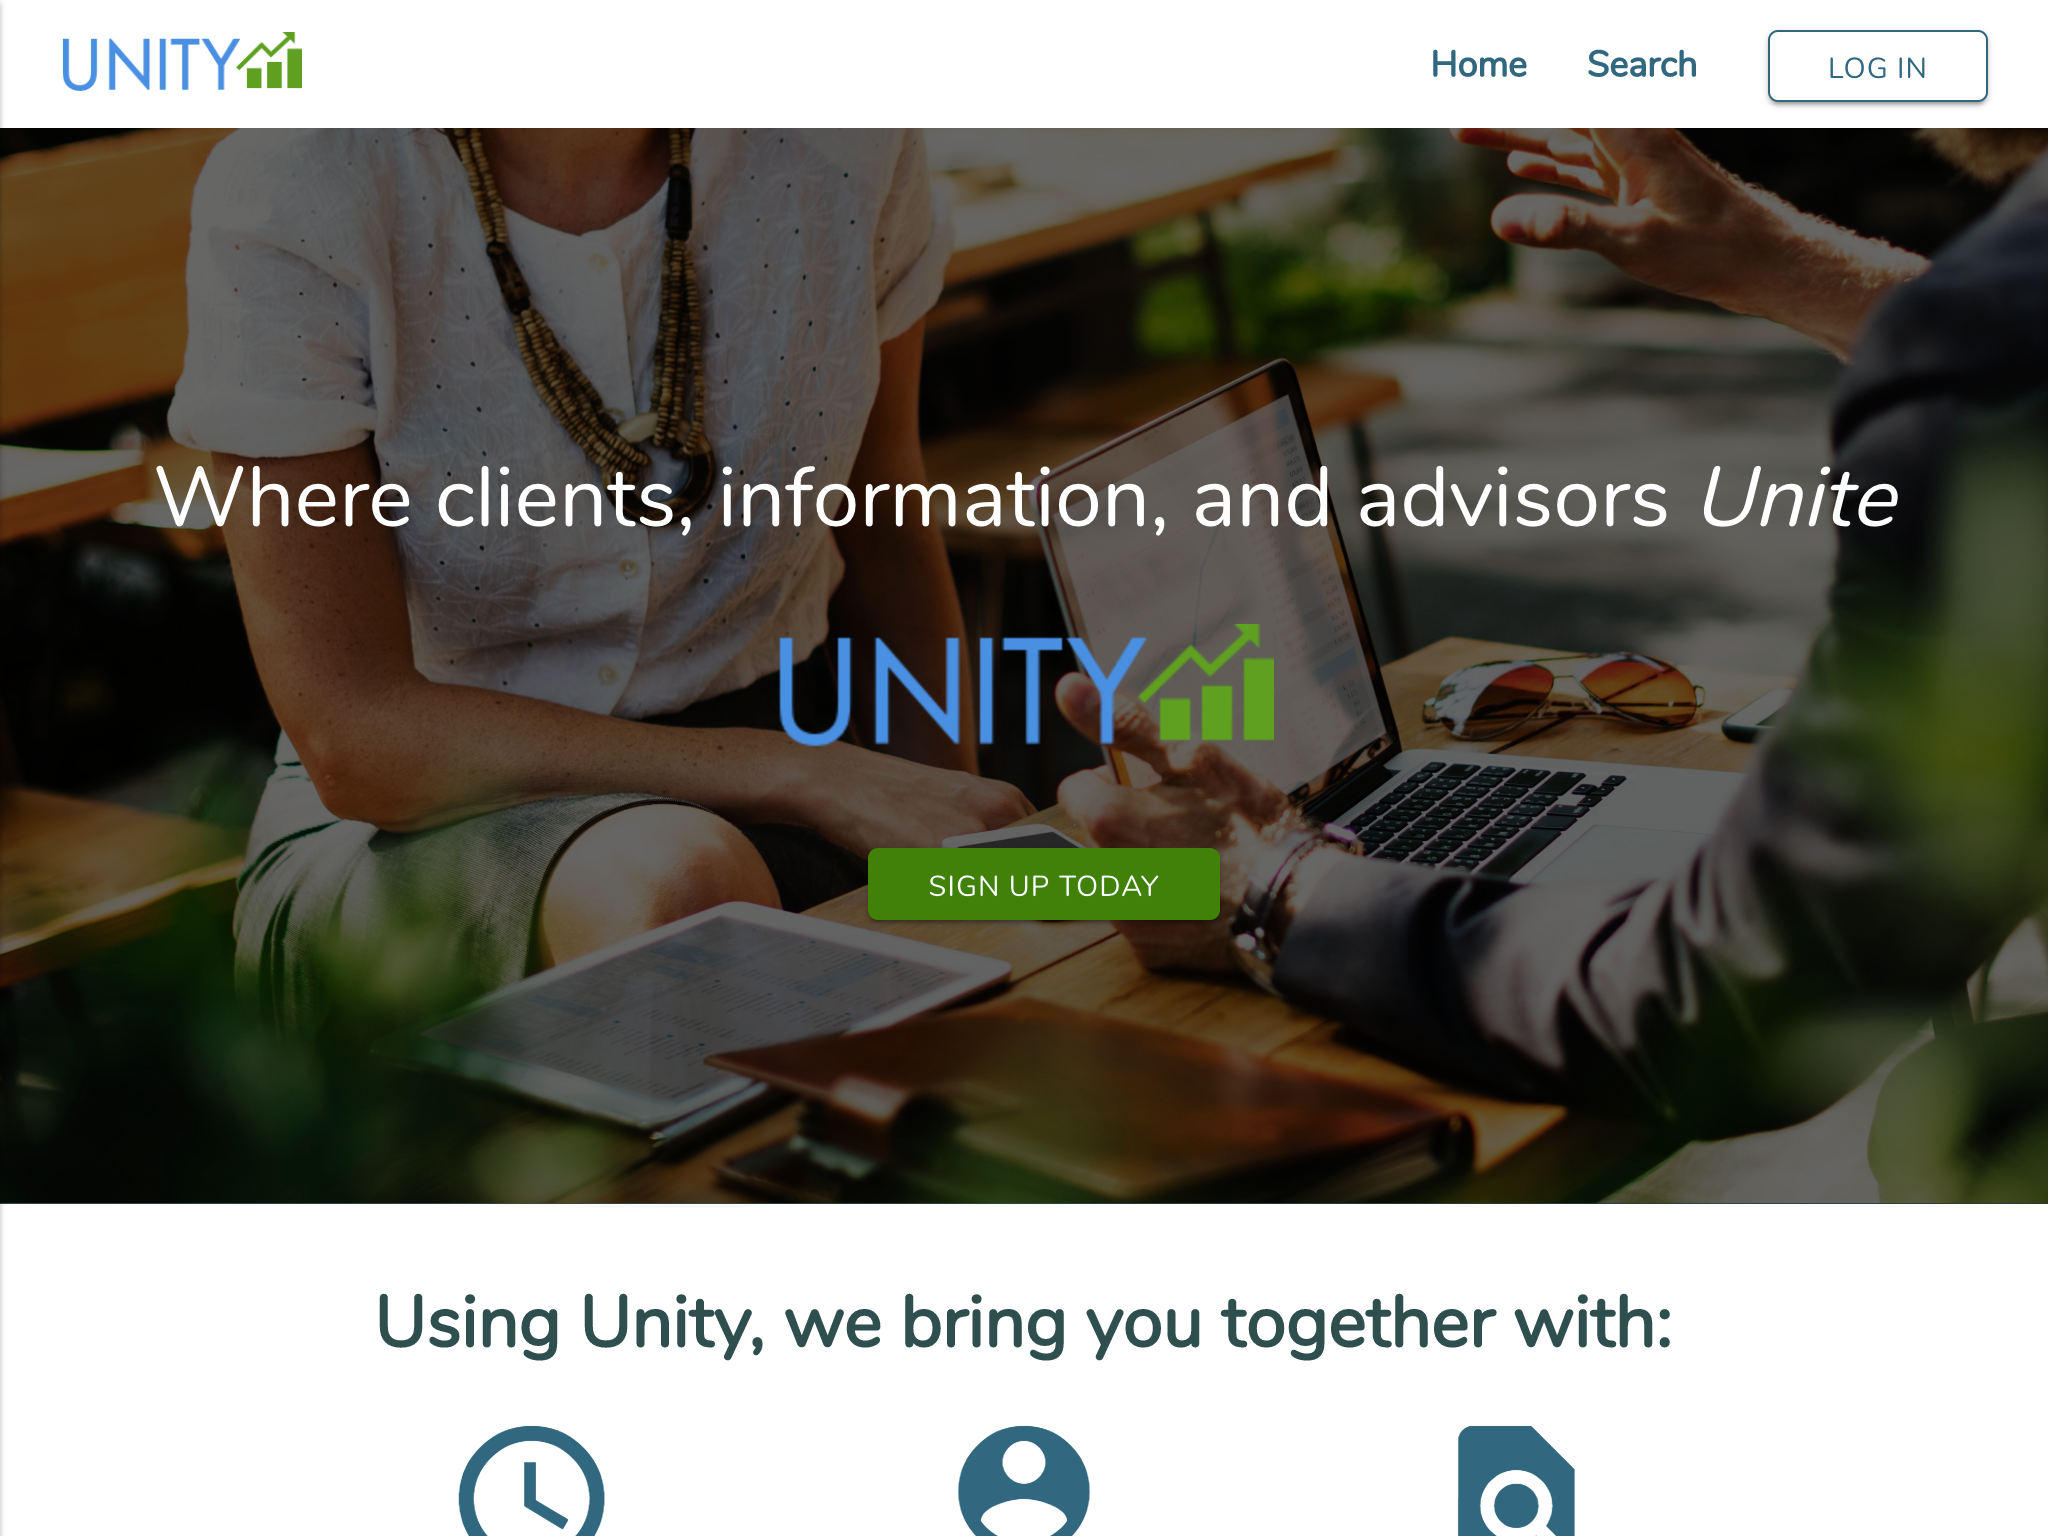 UNITY
Home Search LOG IN
Where clients, information, and advisors Unite
UNITY
SIGN UP TODAY
Using Unity, we bring you together with: